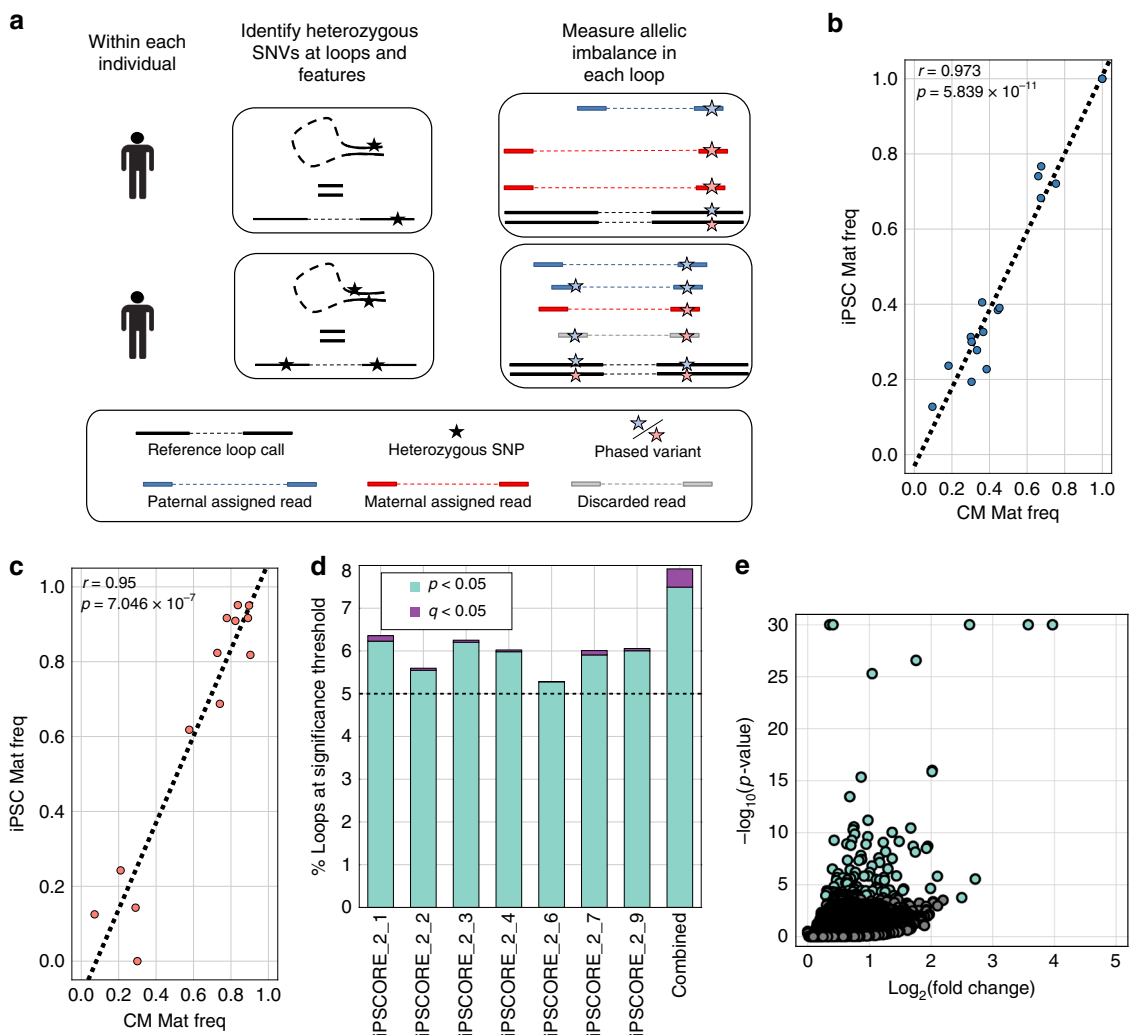 a
Within each
individual
Identify heterozygous
SNVs at loops and
features
Measure allelic
imbalance in
each loop
Reference loop call
Heterozygous SNP
Phased variant
Paternal assigned read
Maternal assigned read
Discarded read
b
r = 0.973
p = 5.839 × 10⁻¹¹
iPSC Mat freq
1.0
0.8
0.6
0.4
0.2
0.0
0.0 0.2 0.4 0.6 0.8 1.0
CM Mat freq
c
r = 0.95
p = 7.046 × 10⁻⁷
iPSC Mat freq
1.0
0.8
0.6
0.4
0.2
0.0
0.0 0.2 0.4 0.6 0.8 1.0
CM Mat freq
d
p < 0.05
q < 0.05
% Loops at significance threshold
8
7
6
5
4
3
2
1
0
iPSCORE_2_1
iPSCORE_2_2
iPSCORE_2_3
iPSCORE_2_4
iPSCORE_2_6
iPSCORE_2_7
iPSCORE_2_9
Combined
e
−log₁₀(p-value)
30
25
20
15
10
5
0
0 1 2 3 4 5
Log₂(fold change)